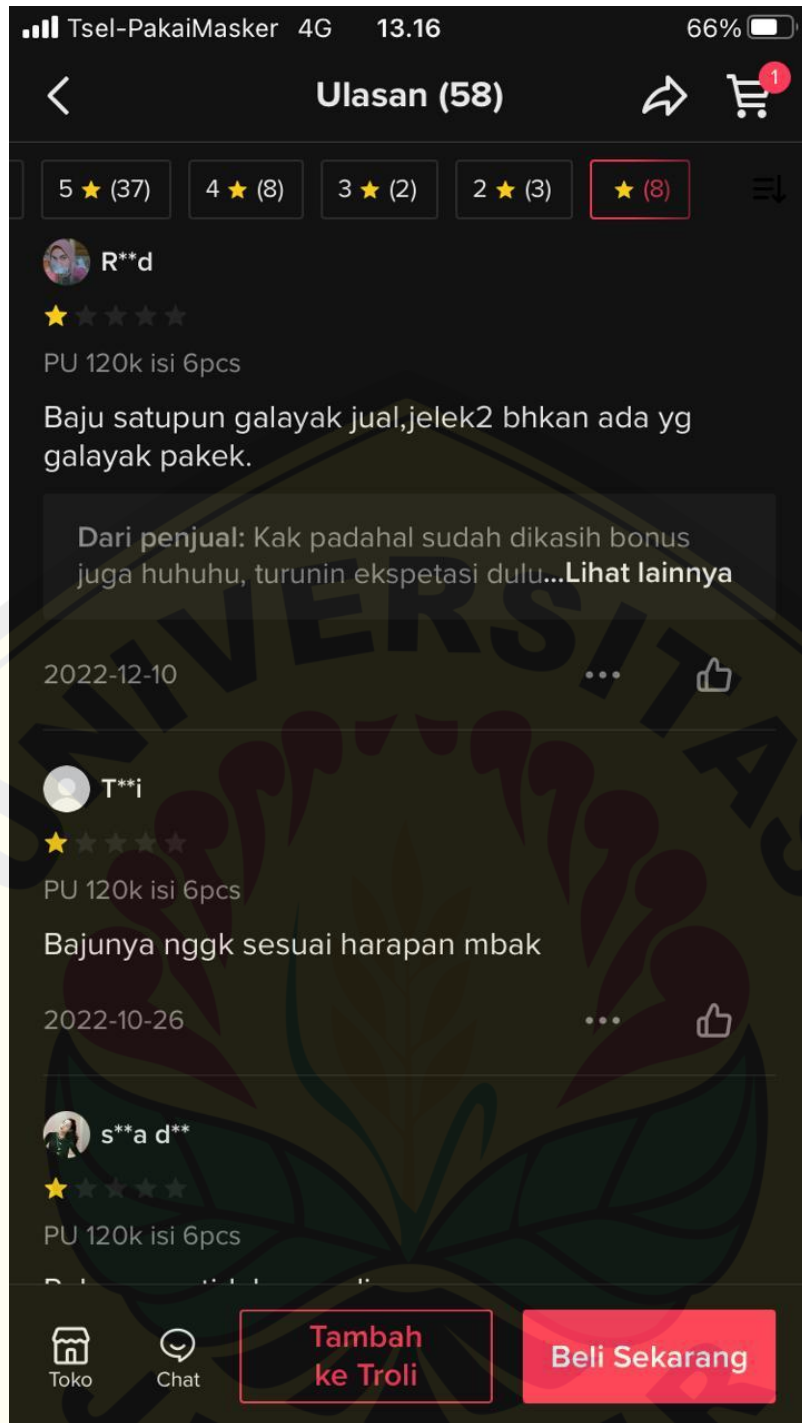 Tsel-PakaiMasker 4G 13.16 66%
Ulasan (58) 1
5 ★ (37) 4 ★ (8) 3 ★ (2) 2 ★ (3) ★ (8)
R**d
PU 120k isi 6pcs
Baju satupun galayak jual,jelek2 bhkan ada yg
galayak pakek.
Dari penjual: Kak padahal sudah dikasih bonus
juga huhuhu, turunin ekspetasi dulu...Lihat lainnya
2022-12-10
T**i
PU 120k isi 6pcs
Bajunya nggk sesuai harapan mbak
2022-10-26
s**a d**
PU 120k isi 6pcs
Tambah
ke Troli
Beli Sekarang
Toko Chat
UNIVERSITAS